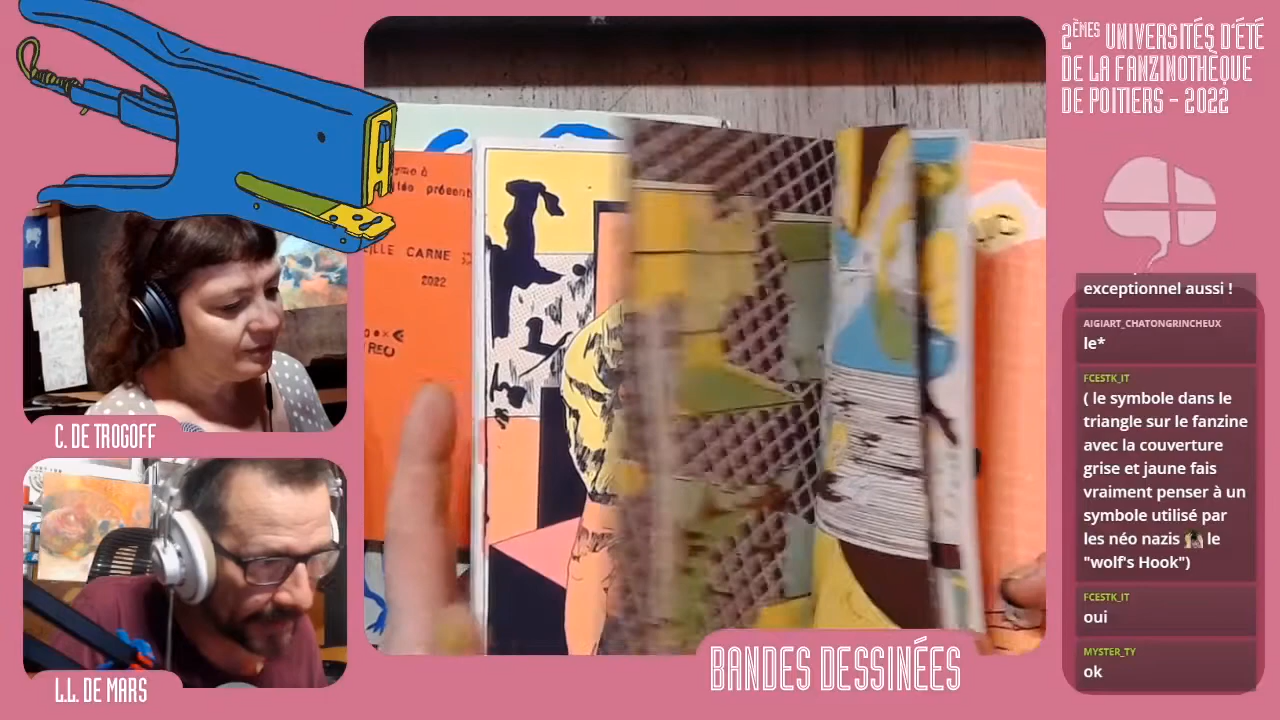 2ÈMES UNIVERSITÉS D'ÉTÉ
DE LA FANZINOTHÈQUE
DE POITIERS - 2022
présent
CARNE
2022
C. DE TROGOFF
L.L. DE MARS
BANDES DESSINÉES
exceptionnel aussi !
AIGIART_CHATONGRINCHEUX
le*
FCESTK_IT
( le symbole dans le
triangle sur le fanzine
avec la couverture
grise et jaune fais
vraiment penser à un
symbole utilisé par
les néo nazis le
"wolf's Hook")
FCESTK_IT
oui
MYSTER_TY
ok